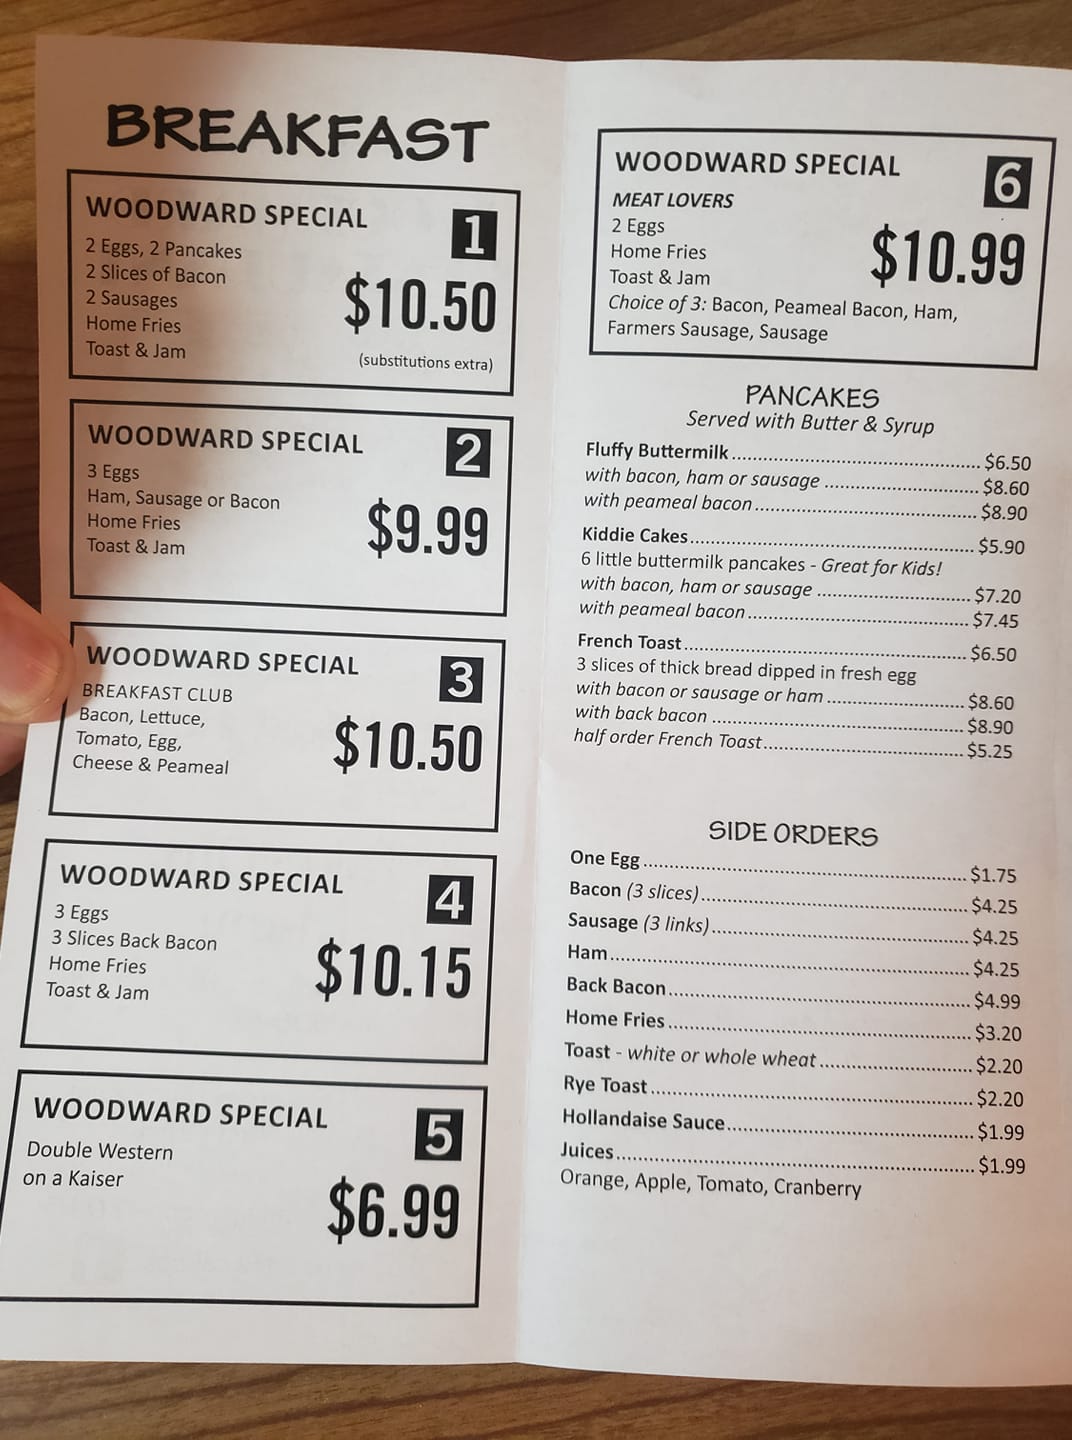 BREAKFAST
WOODWARD SPECIAL
1
2 Eggs, 2 Pancakes
2 Slices of Bacon
2 Sausages
Home Fries
Toast & Jam
$10.50
(substitutions extra)
WOODWARD SPECIAL
2
3 Eggs
Ham, Sausage or Bacon
Home Fries
Toast & Jam
$9.99
WOODWARD SPECIAL
3
BREAKFAST CLUB
Bacon, Lettuce,
Tomato, Egg,
Cheese & Peameal
$10.50
WOODWARD SPECIAL
4
3 Eggs
3 Slices Back Bacon
Home Fries
Toast & Jam
$10.15
WOODWARD SPECIAL
5
Double Western
on a Kaiser
$6.99
WOODWARD SPECIAL
6
MEAT LOVERS
2 Eggs
Home Fries
Toast & Jam
$10.99
Choice of 3: Bacon, Peameal Bacon, Ham,
Farmers Sausage, Sausage
PANCAKES
Served with Butter & Syrup
Fluffy Buttermilk $6.50
with bacon, ham or sausage $8.60
with peameal bacon $8.90
Kiddie Cakes $5.90
6 little buttermilk pancakes - Great for Kids!
with bacon, ham or sausage $7.20
with peameal bacon $7.45
French Toast $6.50
3 slices of thick bread dipped in fresh egg
with bacon or sausage or ham $8.60
with back bacon $8.90
half order French Toast $5.25
SIDE ORDERS
One Egg $1.75
Bacon (3 slices) $4.25
Sausage (3 links) $4.25
Ham $4.25
Back Bacon $4.99
Home Fries $3.20
Toast - white or whole wheat $2.20
Rye Toast $2.20
Hollandaise Sauce $1.99
Juices $1.99
Orange, Apple, Tomato, Cranberry